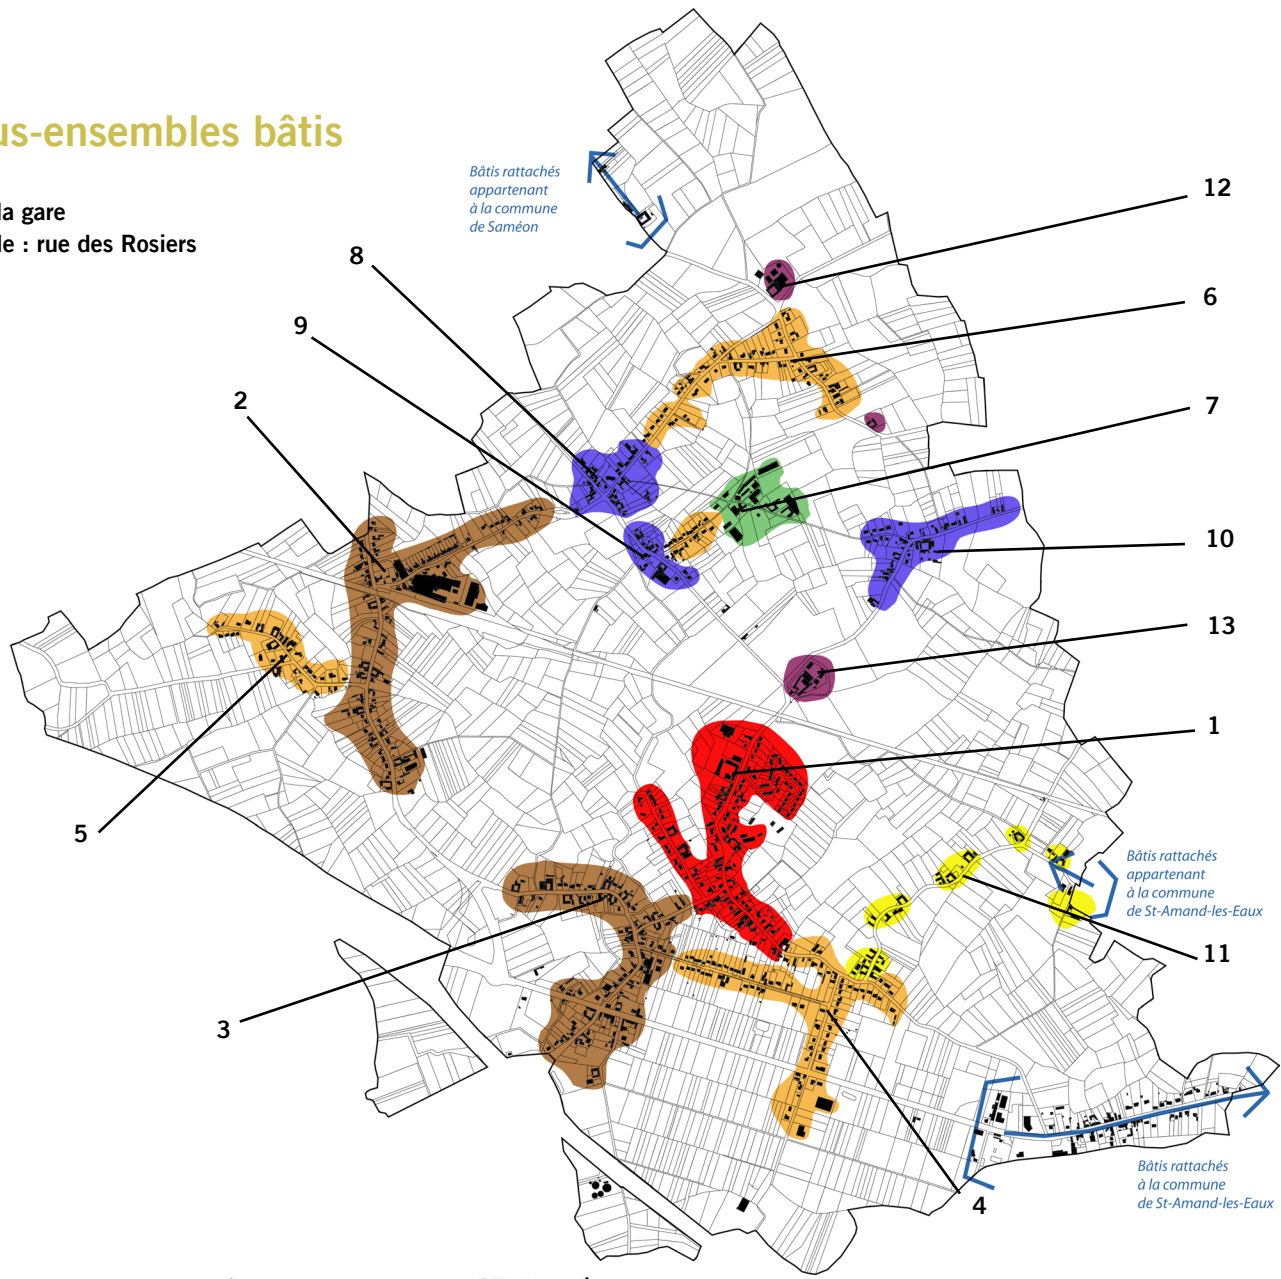 us-ensembles bâtis
la gare
le : rue des Rosiers
Bâtis rattachés
appartenant
à la commune
de Saméon
12
8
6
9
2
7
10
13
1
5
Bâtis rattachés
appartenant
à la commune
de St-Amand-les-Eaux
11
3
4
Bâtis rattachés
à la commune
de St-Amand-les-Eaux